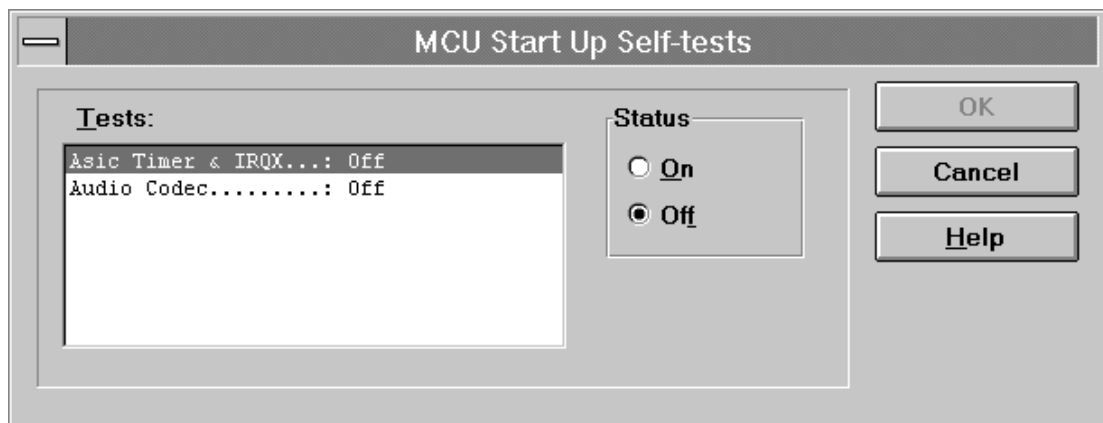 MCU Start Up Self-tests
Tests:
Asic Timer & IRQX...: Off
Audio Codec.........: Off
Status
On
Off
OK
Cancel
Help